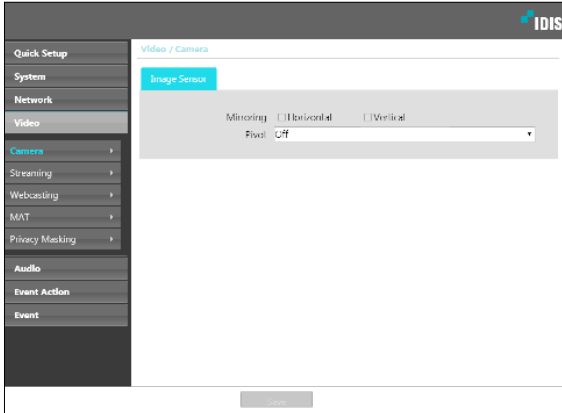 IDIS
Quick Setup
System
Network
Video
Camera
Streaming
Webcasting
MAT
Privacy Masking
Audio
Event Action
Event
Video / Camera
Image Sensor
Mirroring Horizontal Vertical
Pivot Off
Save